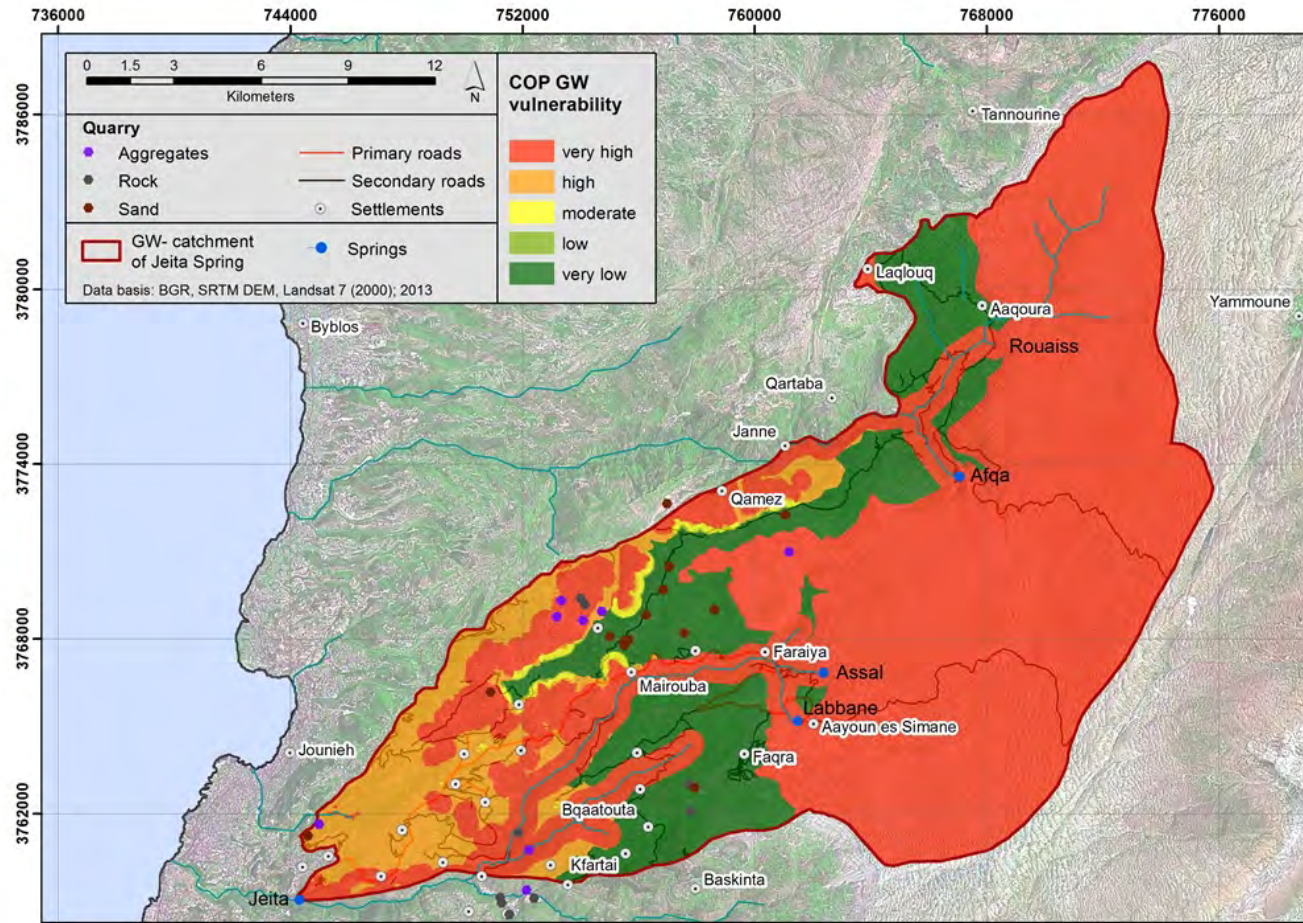 736000
744000
752000
760000
768000
776000
0 1.5 3 6 9 12
Kilometers
N
Quarry
Aggregates
Rock
Sand
Primary roads
Secondary roads
Settlements
GW- catchment
of Jeita Spring
Springs
Data basis: BGR, SRTM DEM, Landsat 7 (2000); 2013
COP GW
vulnerability
very high
high
moderate
low
very low
3786000
3780000
3774000
3768000
3762000
Tannourine
Laqlouq
Aaqoura
Yammoune
Byblos
Rouaiss
Qartaba
Janne
Afqa
Qamez
Faraiya
Assal
Mairouba
Labbane
Aayoun es Simane
Jounieh
Faqra
Bqaatouta
Kfartai
Baskinta
Jeita